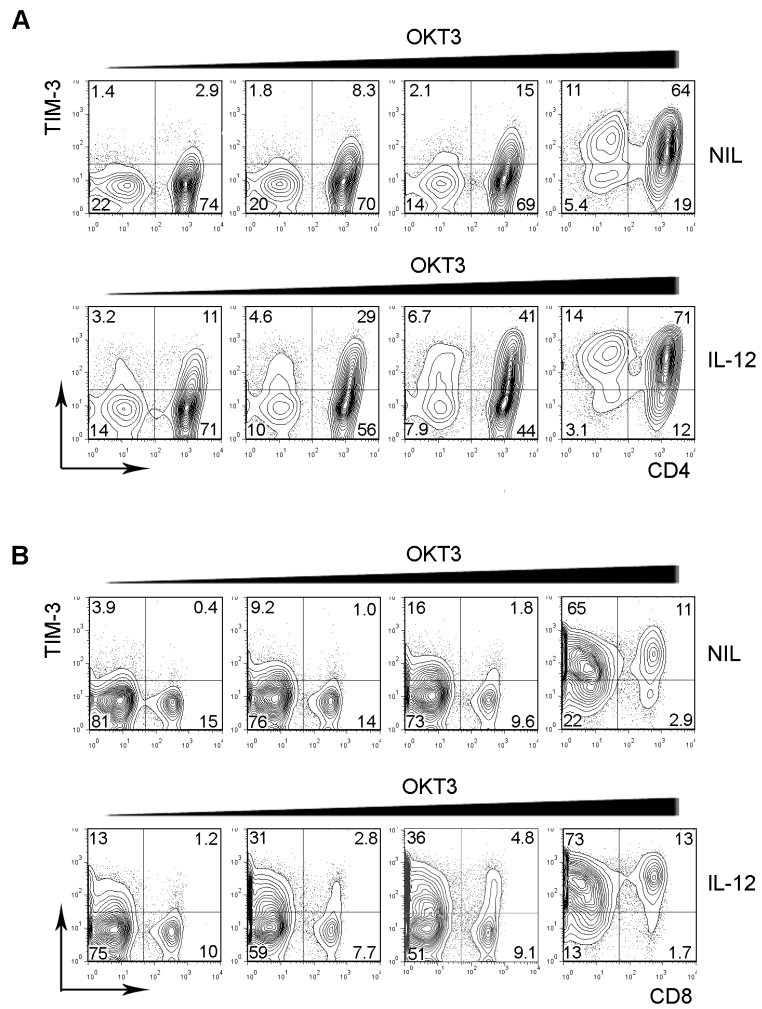 A
OKT3
TIM-3
1.4 2.9 1.8 8.3 2.1 15 11 64
NIL
22 74 20 70 14 69 5.4 19
OKT3
3.2 11 4.6 29 6.7 41 14 71
IL-12
14 71 10 56 7.9 44 3.1 12
CD4
B
OKT3
TIM-3
3.9 0.4 9.2 1.0 16 1.8 65 11
NIL
81 15 76 14 73 9.6 22 2.9
OKT3
13 1.2 31 2.8 36 4.8 73 13
IL-12
75 10 59 7.7 51 9.1 13 1.7
CD8